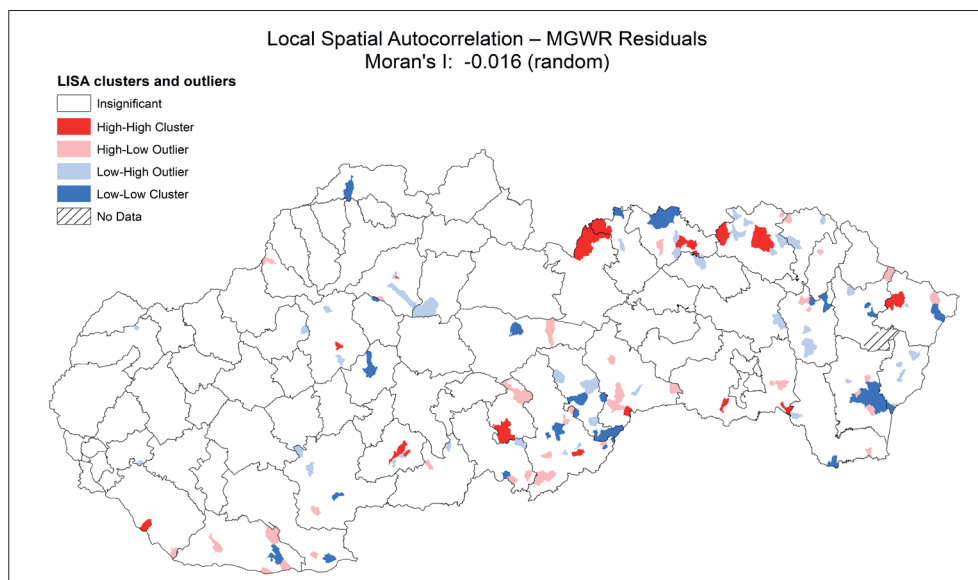 Local Spatial Autocorrelation – MGWR Residuals
Moran's I:  -0.016 (random)
LISA clusters and outliers
Insignificant
High-High Cluster
High-Low Outlier
Low-High Outlier
Low-Low Cluster
No Data